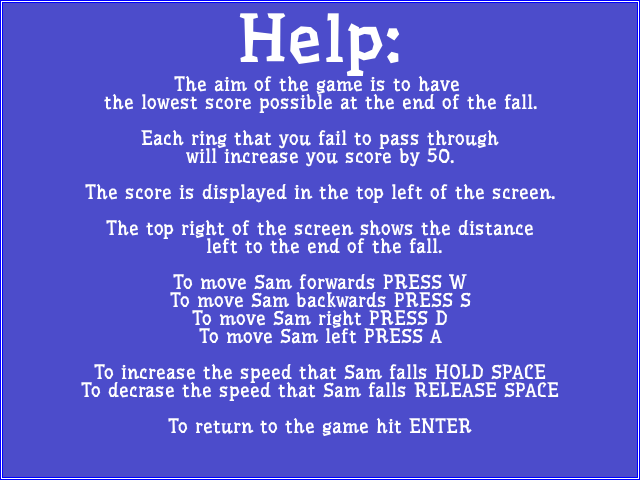 Help:
The aim of the game is to have
the lowest score possible at the end of the fall.
Each ring that you fail to pass through
will increase you score by 50.
The score is displayed in the top left of the screen.
The top right of the screen shows the distance
left to the end of the fall.
To move Sam forwards PRESS W
To move Sam backwards PRESS S
To move Sam right PRESS D
To move Sam left PRESS A
To increase the speed that Sam falls HOLD SPACE
To decrase the speed that Sam falls RELEASE SPACE
To return to the game hit ENTER